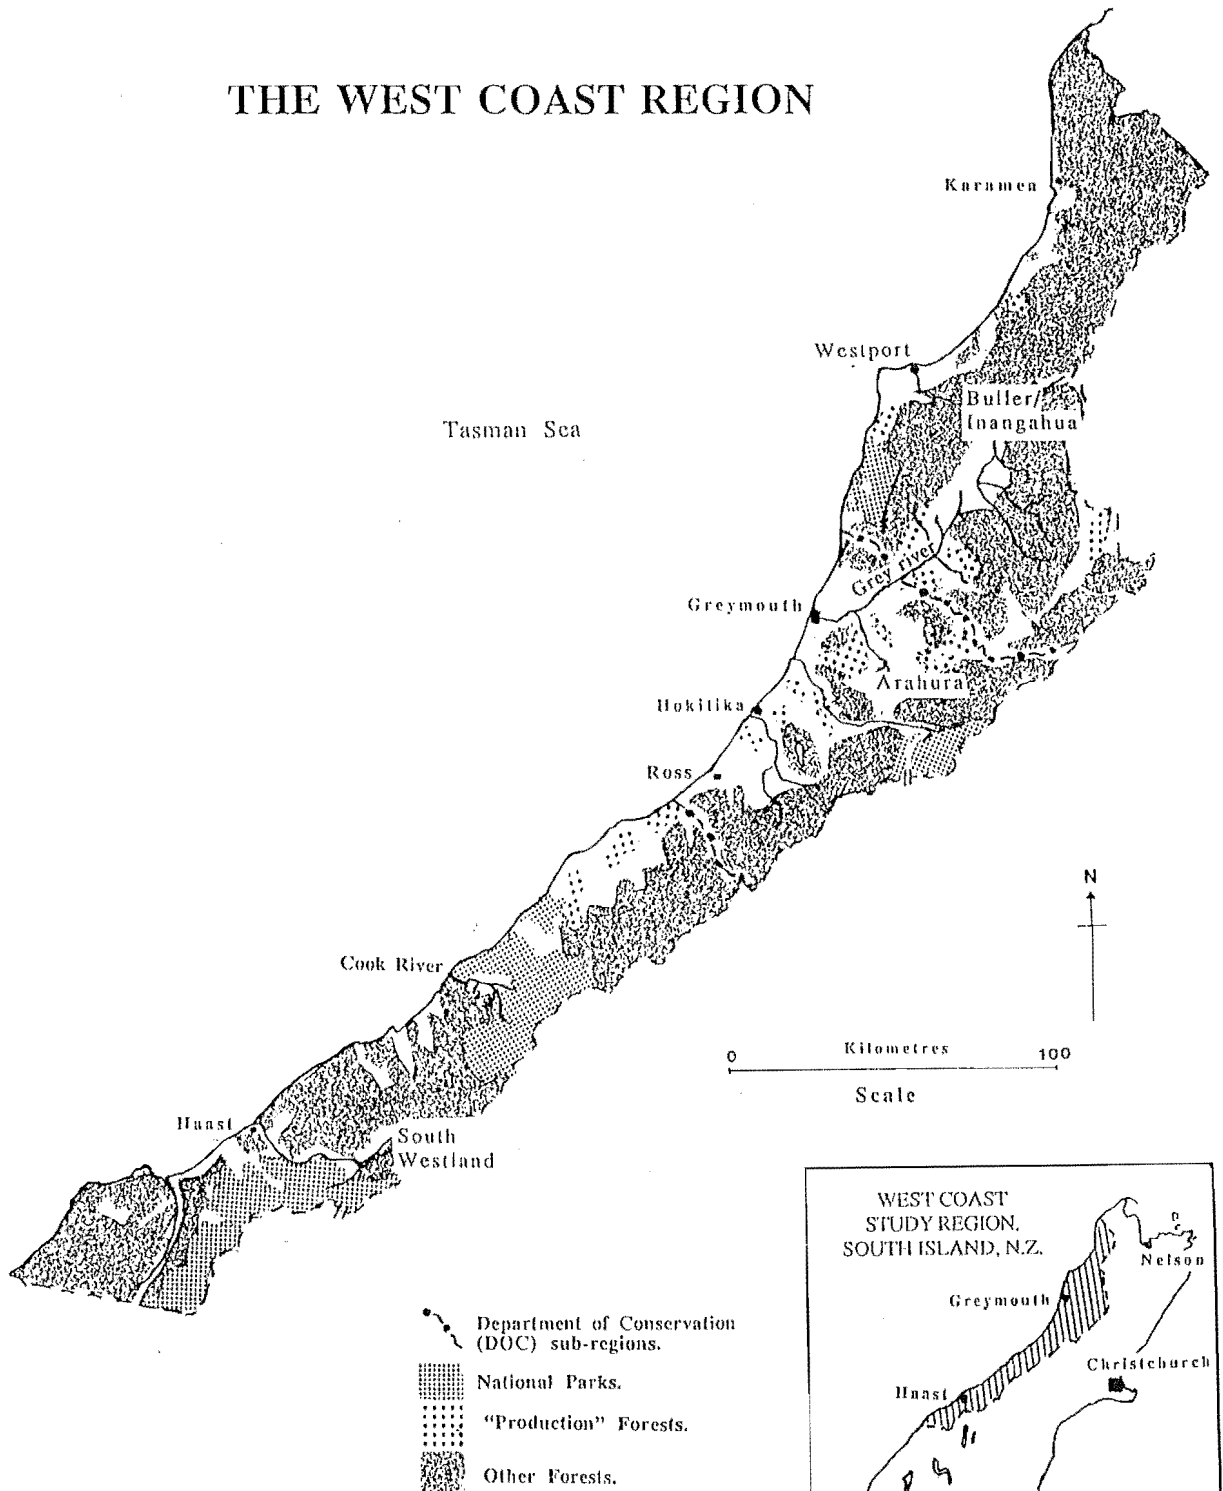 THE WEST COAST REGION
Karamea
Westport
Buller/
Inangahua
Tasman Sea
Grey river
Greymouth
Arahura
Hokitika
Ross
N
Cook River
0 Kilometres 100
Scale
Haast
South
Westland
WEST COAST
STUDY REGION,
SOUTH ISLAND, N.Z.
Nelson
Greymouth
Christchurch
Haast
Department of Conservation
(DOC) sub-regions.
National Parks.
"Production" Forests.
Other Forests.